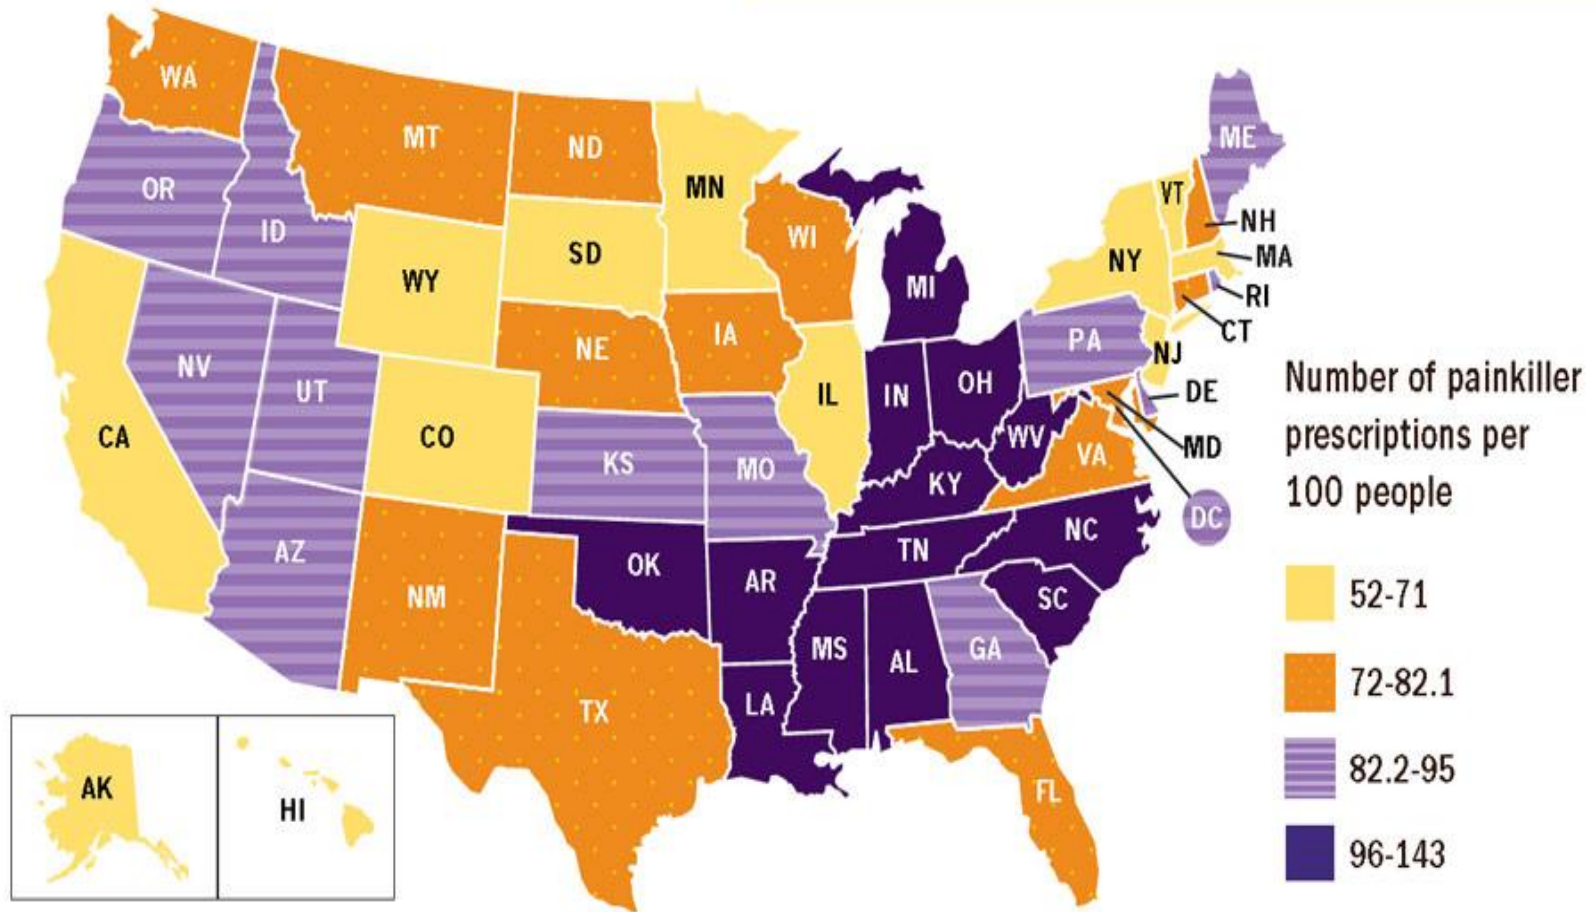 WA
MT
ND
MN
ME
OR
ID
WY
SD
WI
MI
NY
VT
NH
MA
RI
CT
NV
UT
NE
IA
IL
IN
OH
PA
NJ
DE
MD
CA
CO
KS
MO
KY
WV
VA
DC
AZ
NM
OK
AR
TN
NC
SC
TX
LA
MS
AL
GA
FL
AK
HI
Number of painkiller
prescriptions per
100 people
52-71
72-82.1
82.2-95
96-143